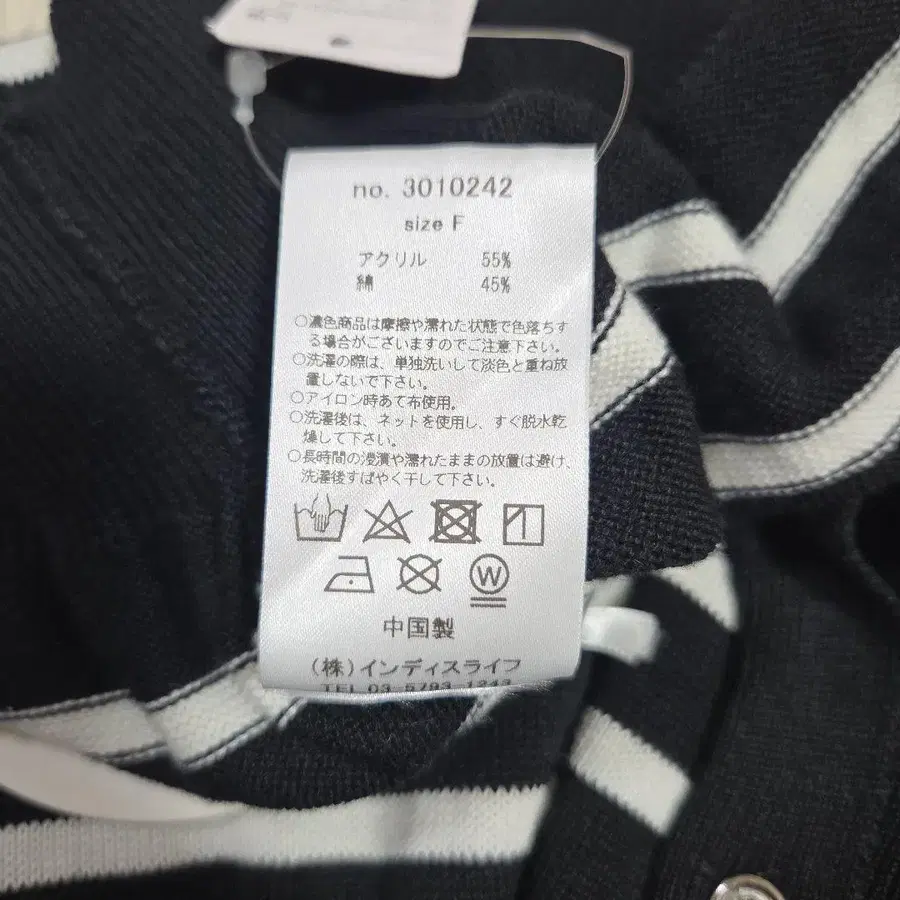 no. 3010242
size F
アクリル 55%
綿 45%
○濃色商品は摩擦や濡れた状態で色落ちす
る場合がございますのでご注意下さい。
○洗濯の際は、単独洗いして淡色と重ね放
置しないで下さい。
○アイロン時あて布使用。
○洗濯後は、ネットを使用し、すぐ脱水乾
燥して下さい。
○長時間の浸漬や濡れたままの放置は避け、
洗濯後すばやく干して下さい。
W
中国製
(株)インディスライフ
TEL 03-5793-1243